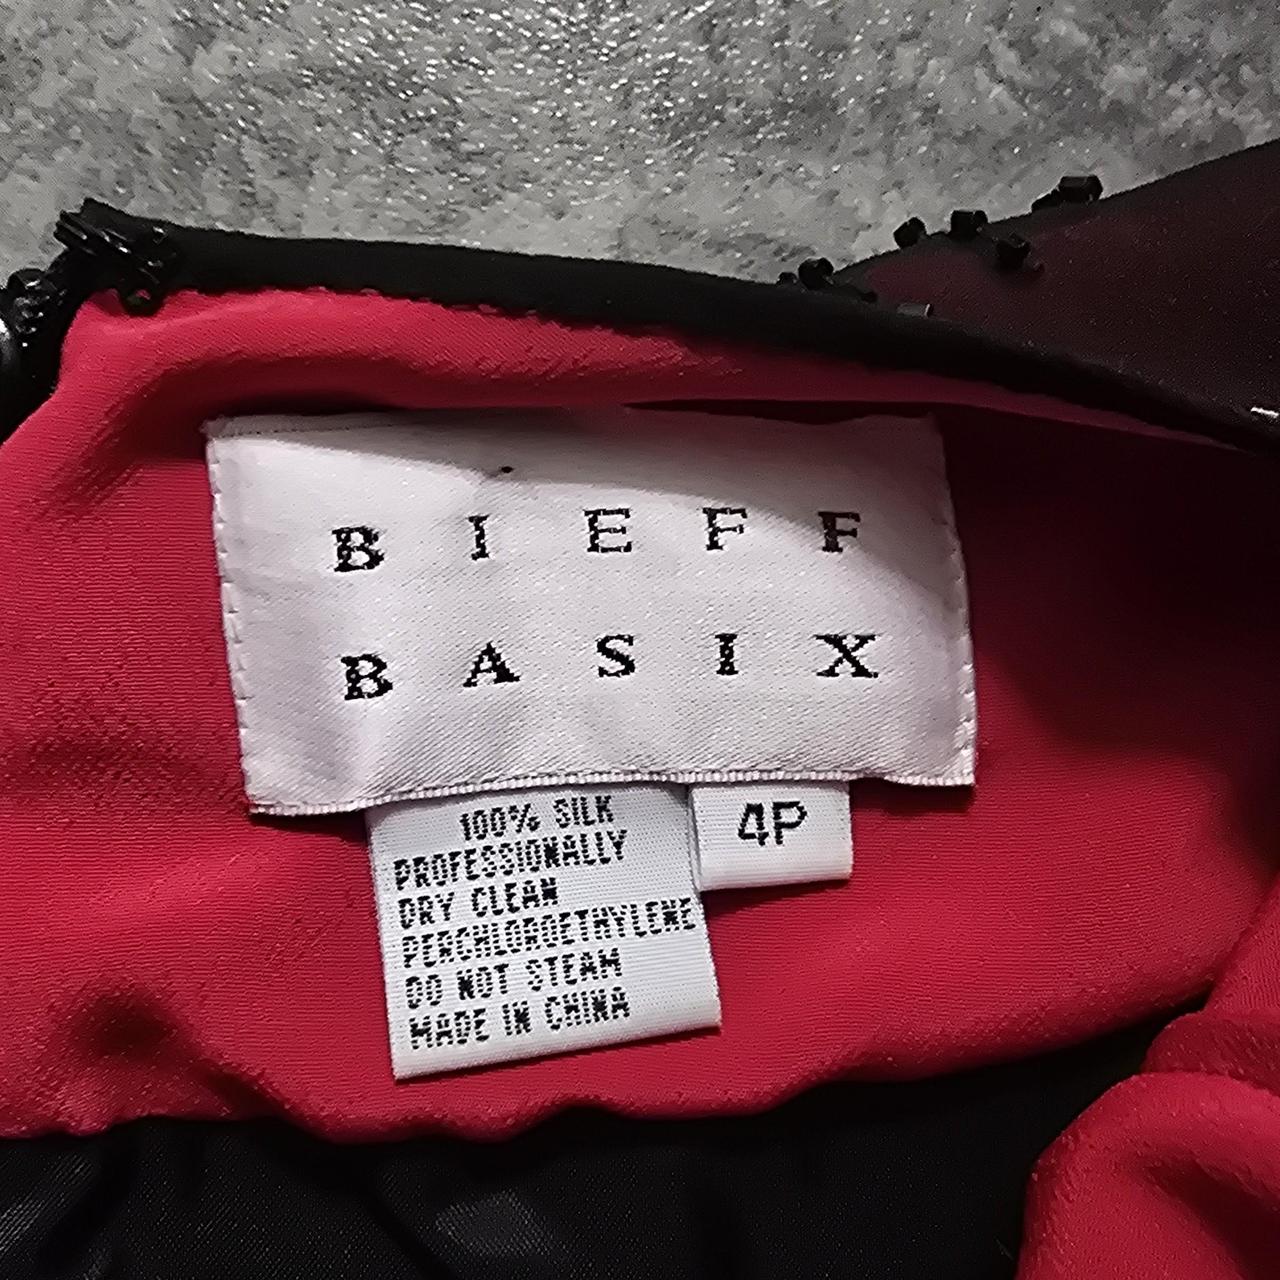 BIEFF
BASIX
100% SILK
PROFESSIONALLY
DRY CLEAN
PERCHLOROETHYLENE
DO NOT STEAM
MADE IN CHINA
4P